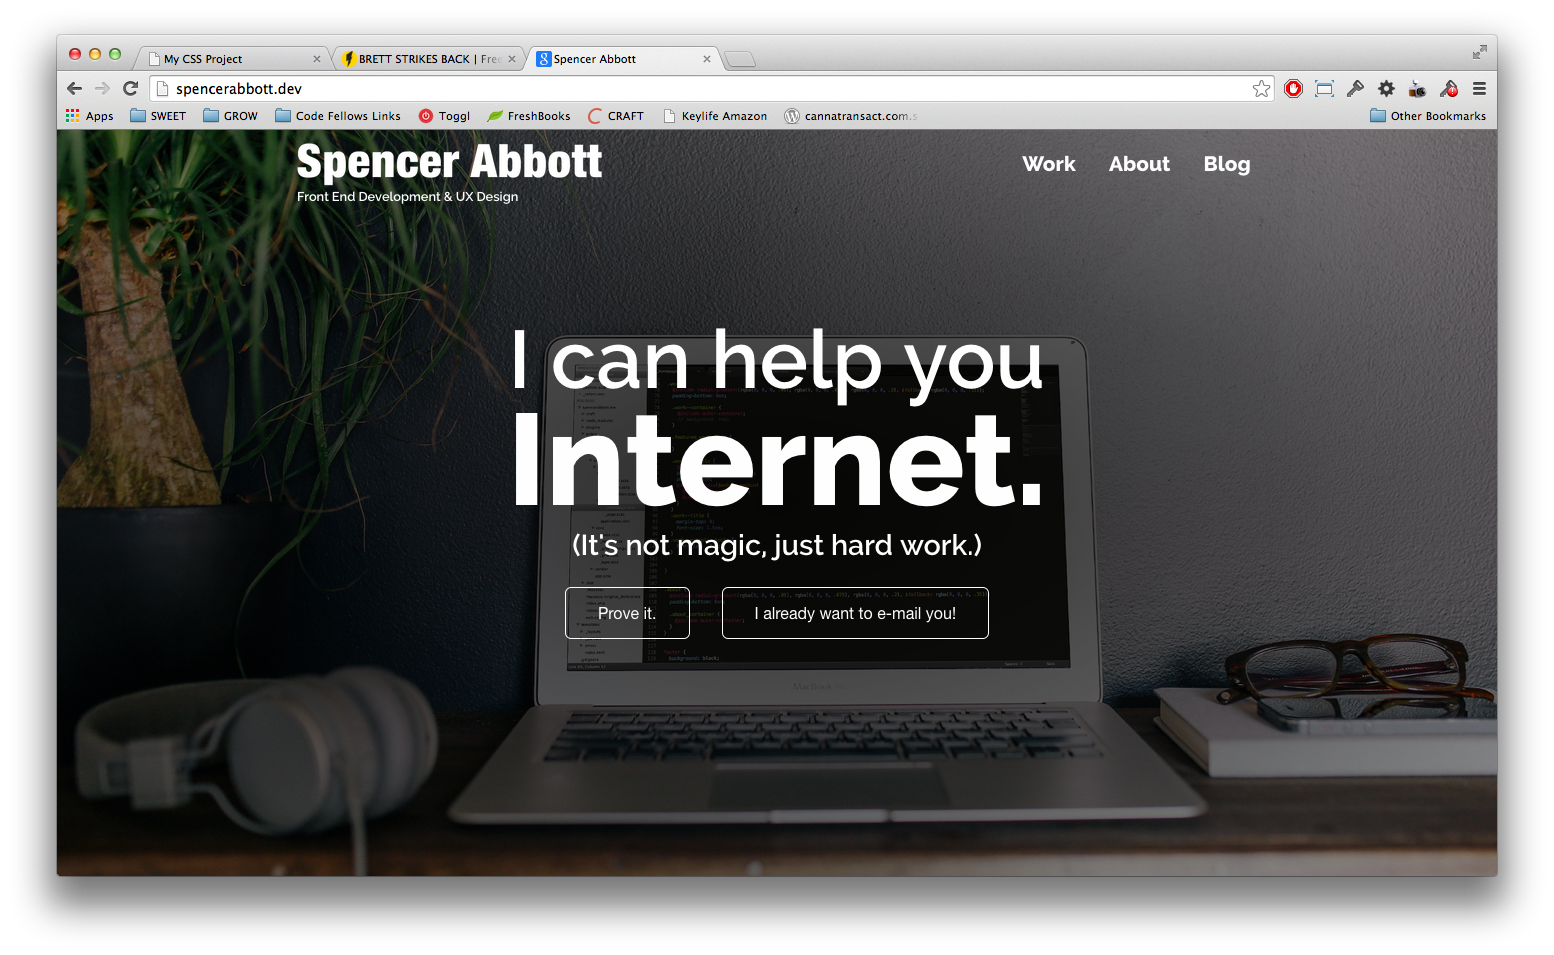 My CSS Project
BRETT STRIKES BACK | Free
Spencer Abbott
spencerabbott.dev
Apps
SWEET
GROW
Code Fellows Links
Toggl
FreshBooks
CRAFT
Keylife Amazon
cannatransact.com.s
Other Bookmarks
Spencer Abbott
Front End Development & UX Design
Work
About
Blog
I can help you
Internet.
(It's not magic, just hard work.)
Prove it.
I already want to e-mail you!